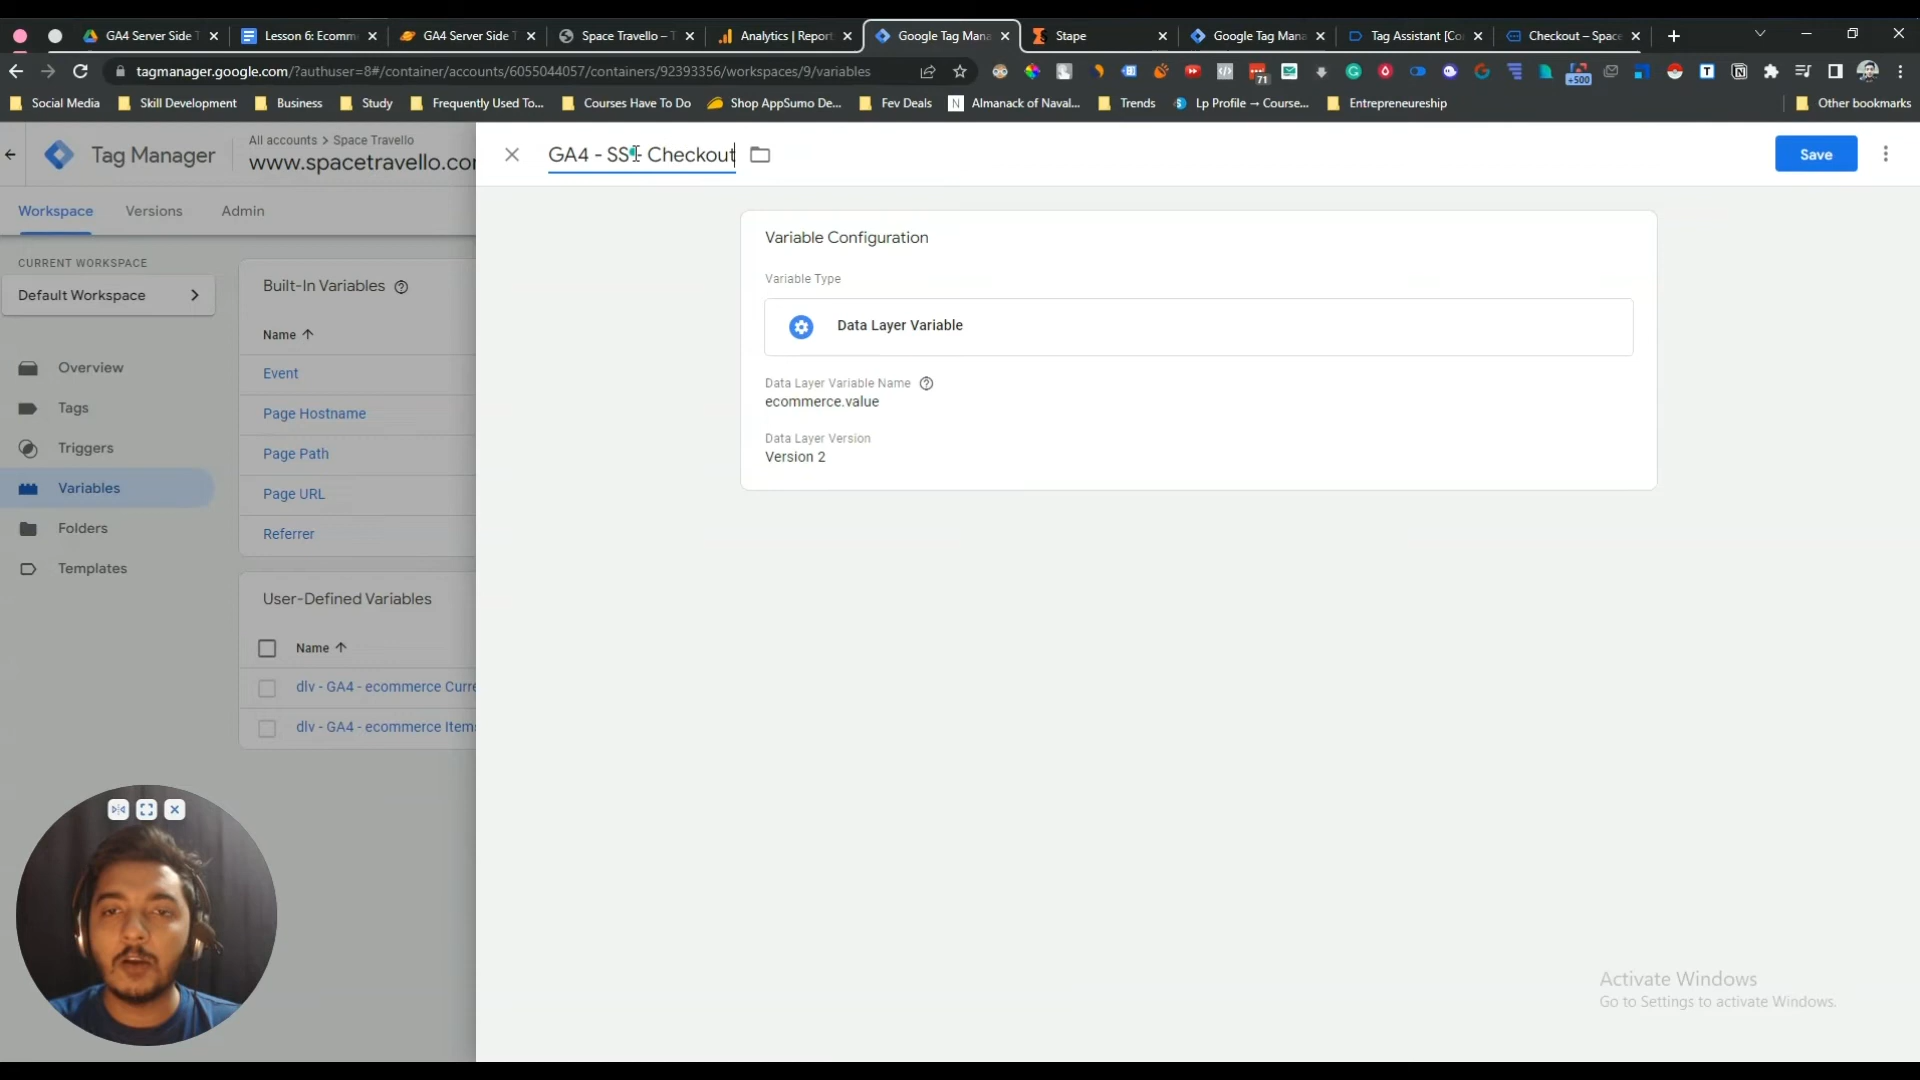 GA4 Server Side T
Lesson 6: Ecomm
GA4 Server Side T
Space Travello – T
Analytics | Report
Google Tag Mana
Stape
Google Tag Mana
Tag Assistant [Co
Checkout – Space
tagmanager.google.com/?authuser=8#/container/accounts/6055044057/containers/92393356/workspaces/9/variables
71
+500
Social Media
Skill Development
Business
Study
Frequently Used To...
Courses Have To Do
Shop AppSumo De...
Fev Deals
Almanack of Naval...
Trends
Lp Profile → Course...
Entrepreneurship
Other bookmarks
Tag Manager
All accounts > Space Travello
www.spacetravello.com
GA4 - SS - Checkout
Save
Workspace
Versions
Admin
CURRENT WORKSPACE
Default Workspace
Overview
Tags
Triggers
Variables
Folders
Templates
Built-In Variables
Name
Event
Page Hostname
Page Path
Page URL
Referrer
User-Defined Variables
Name
dlv - GA4 - ecommerce Curre
dlv - GA4 - ecommerce Items
Variable Configuration
Variable Type
Data Layer Variable
Data Layer Variable Name
ecommerce.value
Data Layer Version
Version 2
Activate Windows
Go to Settings to activate Windows.